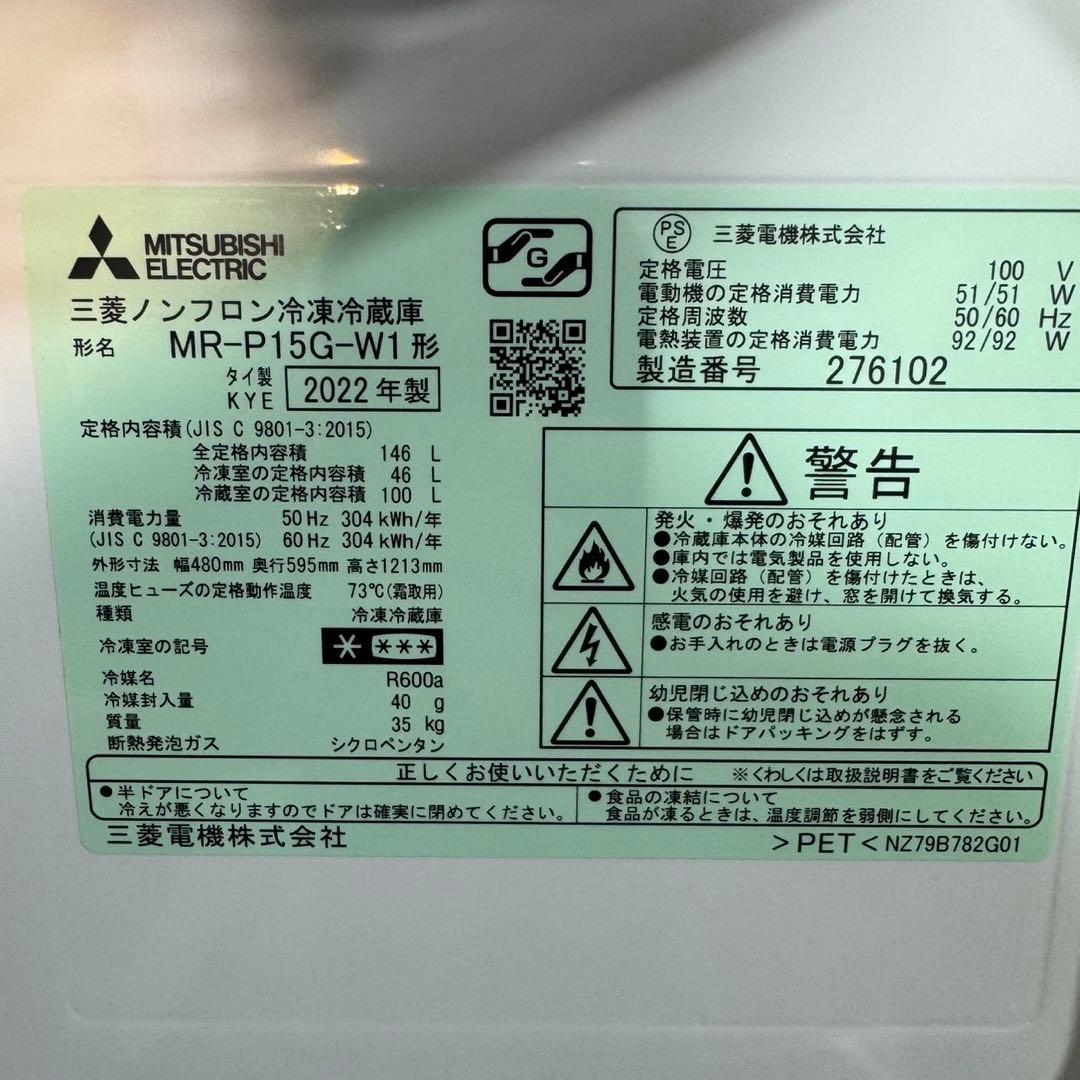 MITSUBISHI
ELECTRIC
三菱ノンフロン冷凍冷蔵庫
形名 MR-P15G-W1形
タイ製
KYE 2022年製
定格内容積(JIS C 9801-3:2015)
全定格内容積 146 L
冷凍室の定格内容積 46 L
冷蔵室の定格内容積 100 L
消費電力量 50Hz 304kWh/年
(JIS C 9801-3:2015) 60Hz 304kWh/年
外形寸法 幅480mm 奥行595mm 高さ1213mm
温度ヒューズの定格動作温度 73℃(霜取用)
種類 冷凍冷蔵庫
冷凍室の記号 * ***
冷媒名 R600a
冷媒封入量 40 g
質量 35 kg
断熱発泡ガス シクロペンタン
G
PS
E 三菱電機株式会社
定格電圧 100 V
電動機の定格消費電力 51/51 W
定格周波数 50/60 Hz
電熱装置の定格消費電力 92/92 W
製造番号 276102
警告
発火・爆発のおそれあり
●冷蔵庫本体の冷媒回路(配管)を傷付けない。
●庫内では電気製品を使用しない。
●冷媒回路(配管)を傷付けたときは、
火気の使用を避け、窓を開けて換気する。
感電のおそれあり
●お手入れのときは電源プラグを抜く。
幼児閉じ込めのおそれあり
●保管時に幼児閉じ込めが懸念される
場合はドアパッキングをはずす。
正しくお使いいただくために ※くわしくは取扱説明書をご覧ください
●半ドアについて
冷えが悪くなりますのでドアは確実に閉めてください。
●食品の凍結について
食品が凍るときは、温度調節を弱側にしてください。
三菱電機株式会社
>PET< NZ79B782G01